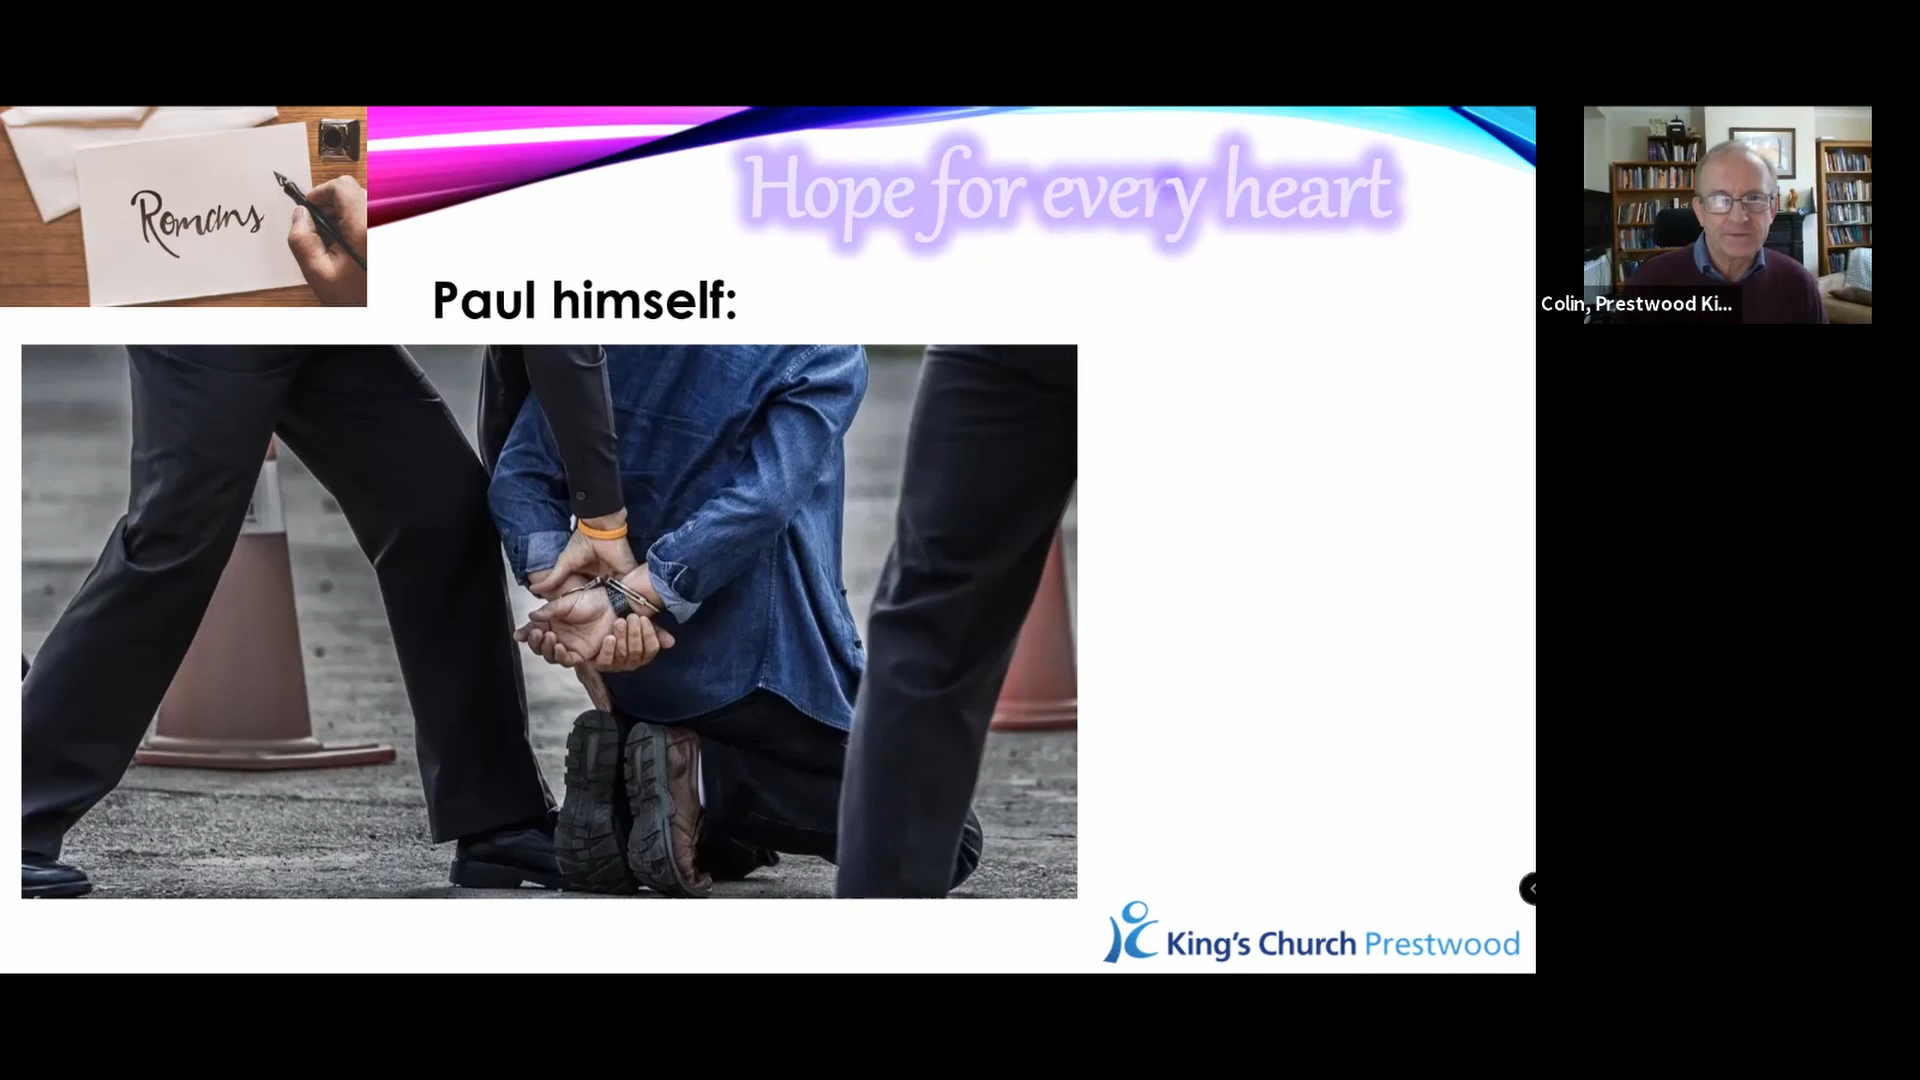 Romans
Hope for every heart
Paul himself:
Colin, Prestwood Ki...
King's Church Prestwood